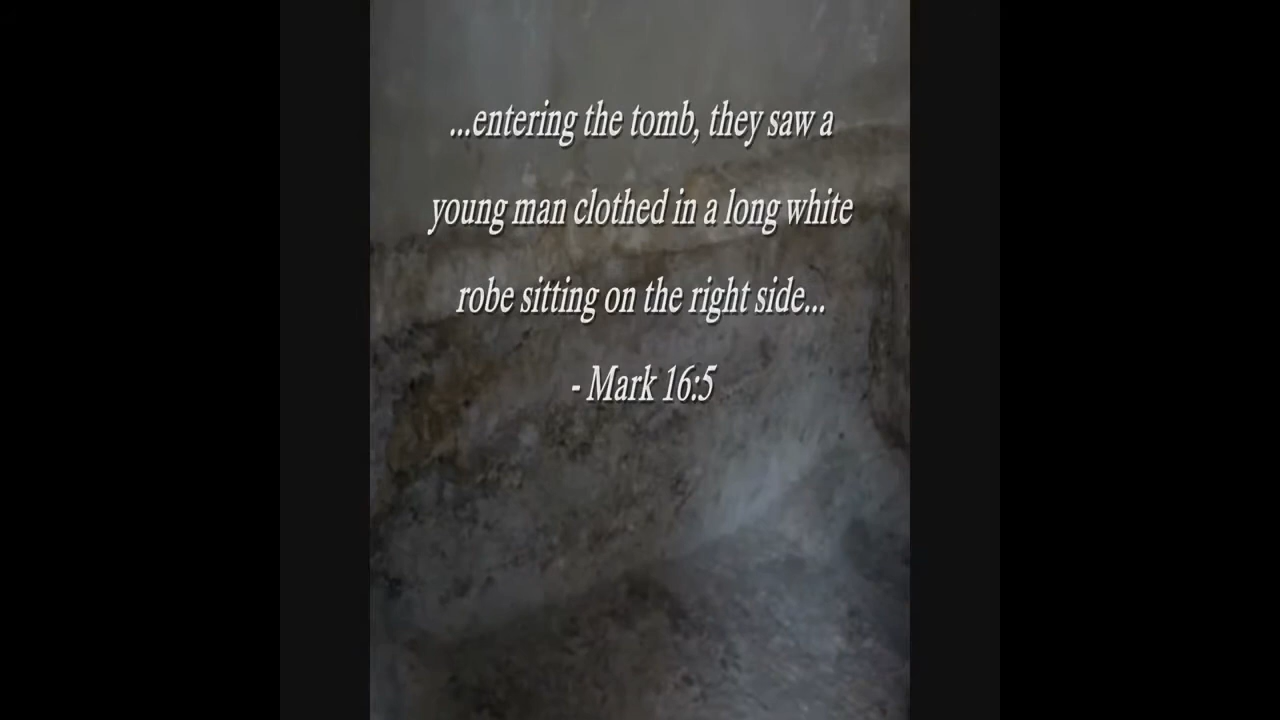 ...entering the tomb, they saw a
young man clothed in a long white
robe sitting on the right side...
- Mark 16:5